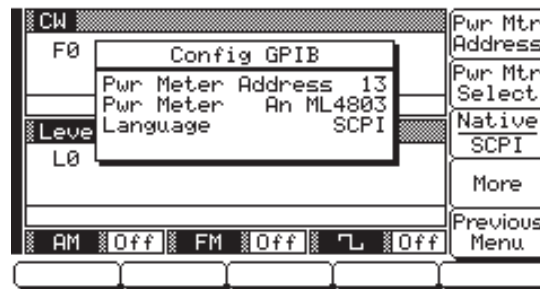 CW
F0
Config GPIB
Pwr Meter Address 13
Pwr Meter An ML4803
Language SCPI
Leve
L0
AM Off FM Off Off
Pwr Mtr
Address
Pwr Mtr
Select
Native
SCPI
More
Previous
Menu